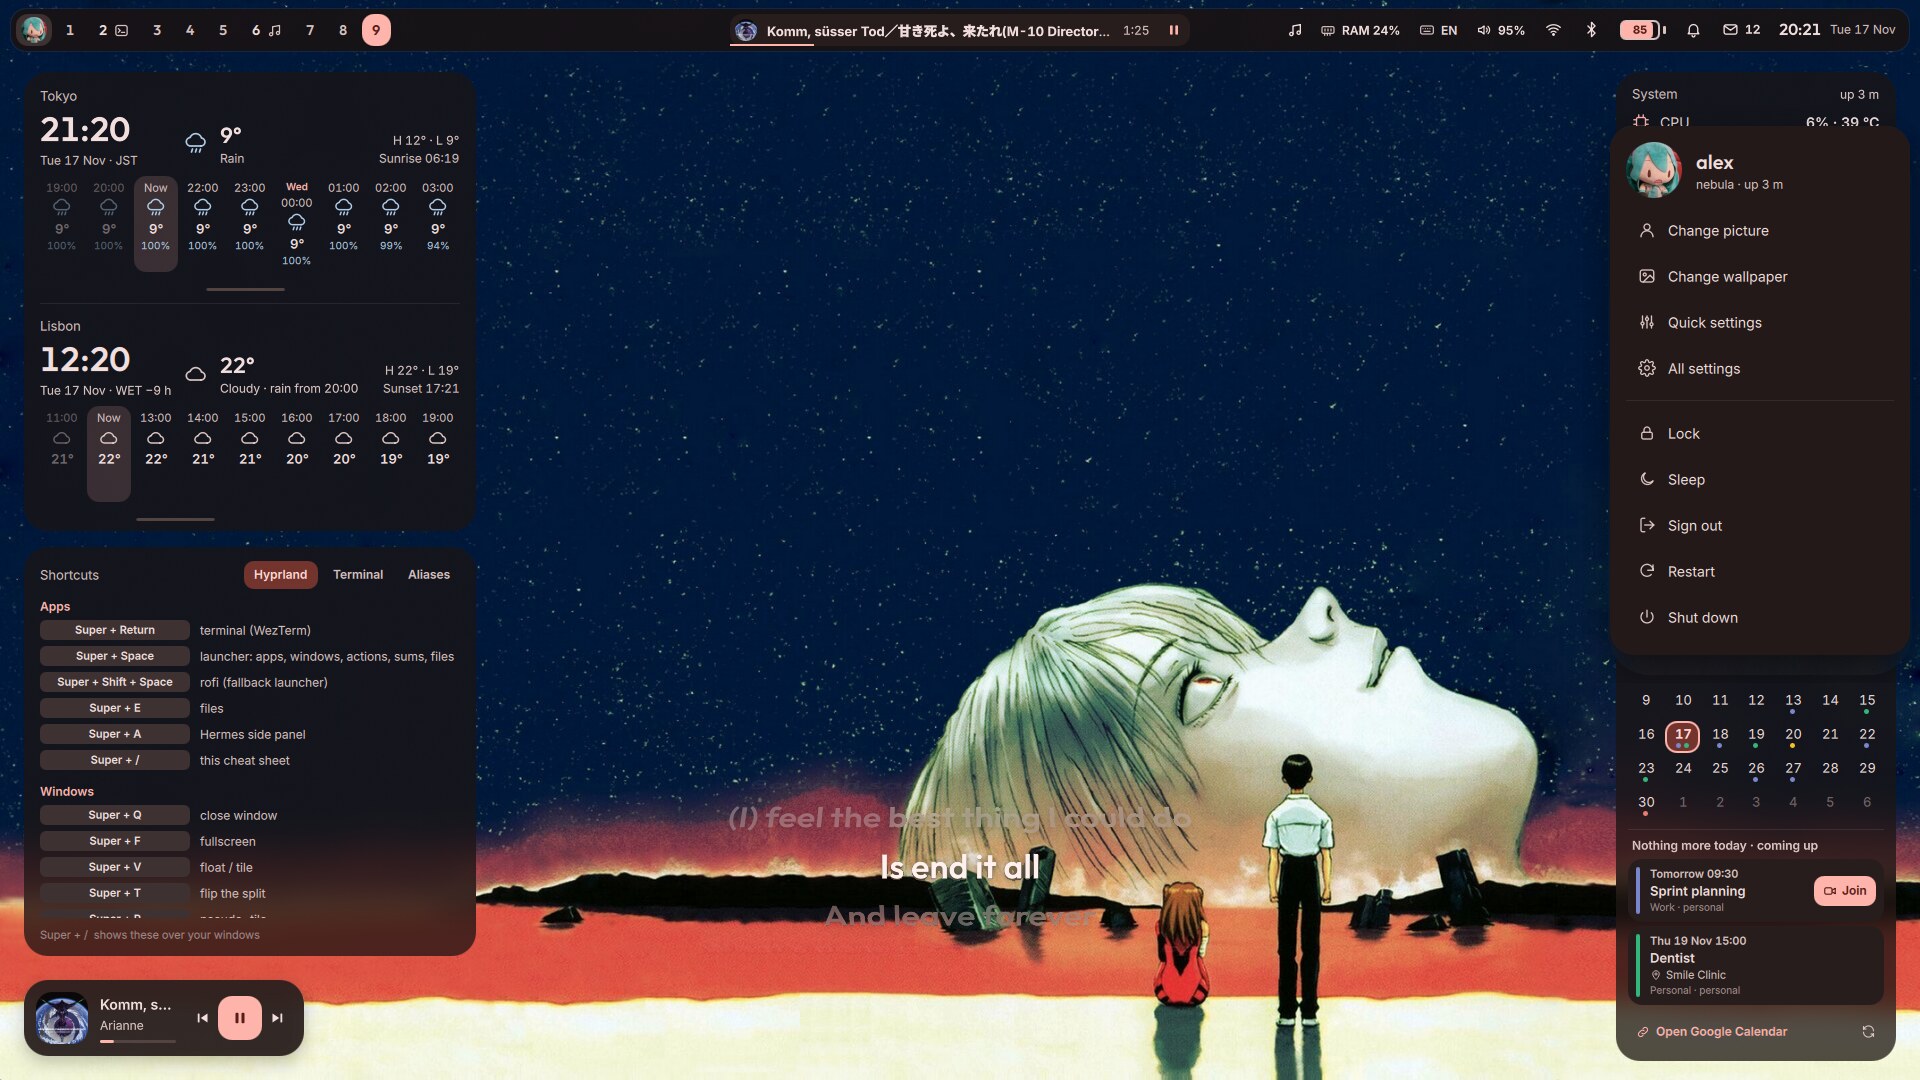 1 2 3 4 5 6 7 8 9
Komm, süsser Tod／甘き死よ、来たれ(M-10 Director... 1:25
RAM 24% EN 95% 85 12 20:21 Tue 17 Nov
Tokyo
21:20
Tue 17 Nov · JST
9°
Rain
H 12° · L 9°
Sunrise 06:19
19:00 20:00 Now 22:00 23:00 Wed 00:00 01:00 02:00 03:00
9° 9° 9° 9° 9° 9° 9° 9° 9°
100% 100% 100% 100% 100% 100% 100% 99% 94%
Lisbon
12:20
Tue 17 Nov · WET −9 h
22°
Cloudy · rain from 20:00
H 22° · L 19°
Sunset 17:21
11:00 Now 13:00 14:00 15:00 16:00 17:00 18:00 19:00
21° 22° 22° 21° 21° 20° 20° 19° 19°
Shortcuts Hyprland Terminal Aliases
Apps
Super + Return terminal (WezTerm)
Super + Space launcher: apps, windows, actions, sums, files
Super + Shift + Space rofi (fallback launcher)
Super + E files
Super + A Hermes side panel
Super + / this cheat sheet
Windows
Super + Q close window
Super + F fullscreen
Super + V float / tile
Super + T flip the split
Super + / shows these over your windows
Komm, s...
Arianne
(I) feel the best thing I could do
Is end it all
And leave forever
System up 3 m
CPU 6% · 39 °C
alex
nebula · up 3 m
Change picture
Change wallpaper
Quick settings
All settings
Lock
Sleep
Sign out
Restart
Shut down
9 10 11 12 13 14 15
16 17 18 19 20 21 22
23 24 25 26 27 28 29
30 1 2 3 4 5 6
Nothing more today · coming up
Tomorrow 09:30
Sprint planning
Work · personal
Join
Thu 19 Nov 15:00
Dentist
Smile Clinic
Personal · personal
Open Google Calendar